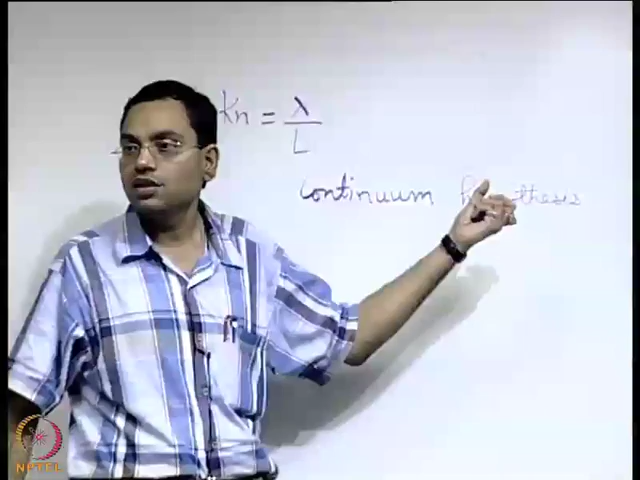 Kn = λ / L
continuum
NPTEL